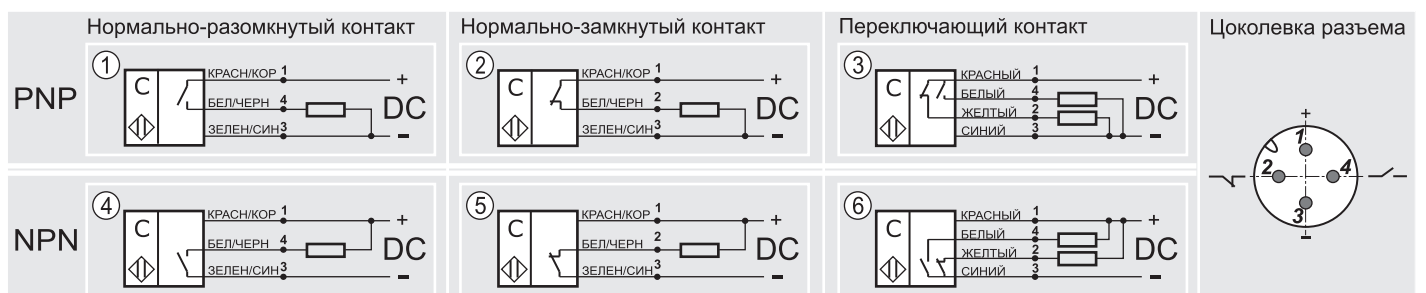 Нормально-разомкнутый контакт
Нормально-замкнутый контакт
Переключающий контакт
Цоколевка разъема
PNP
1
C
КРАСН/КОР 1
+
БЕЛ/ЧЕРН 4
DC
ЗЕЛЕН/СИН 3
-
2
C
КРАСН/КОР 1
+
БЕЛ/ЧЕРН 2
DC
ЗЕЛЕН/СИН 3
-
3
C
КРАСНЫЙ 1
+
БЕЛЫЙ 4
ЖЕЛТЫЙ 2
DC
СИНИЙ 3
-
NPN
4
C
КРАСН/КОР 1
+
БЕЛ/ЧЕРН 4
DC
ЗЕЛЕН/СИН 3
-
5
C
КРАСН/КОР 1
+
БЕЛ/ЧЕРН 2
DC
ЗЕЛЕН/СИН 3
-
6
C
КРАСНЫЙ 1
+
БЕЛЫЙ 4
ЖЕЛТЫЙ 2
DC
СИНИЙ 3
-
+
1
2
4
3
-